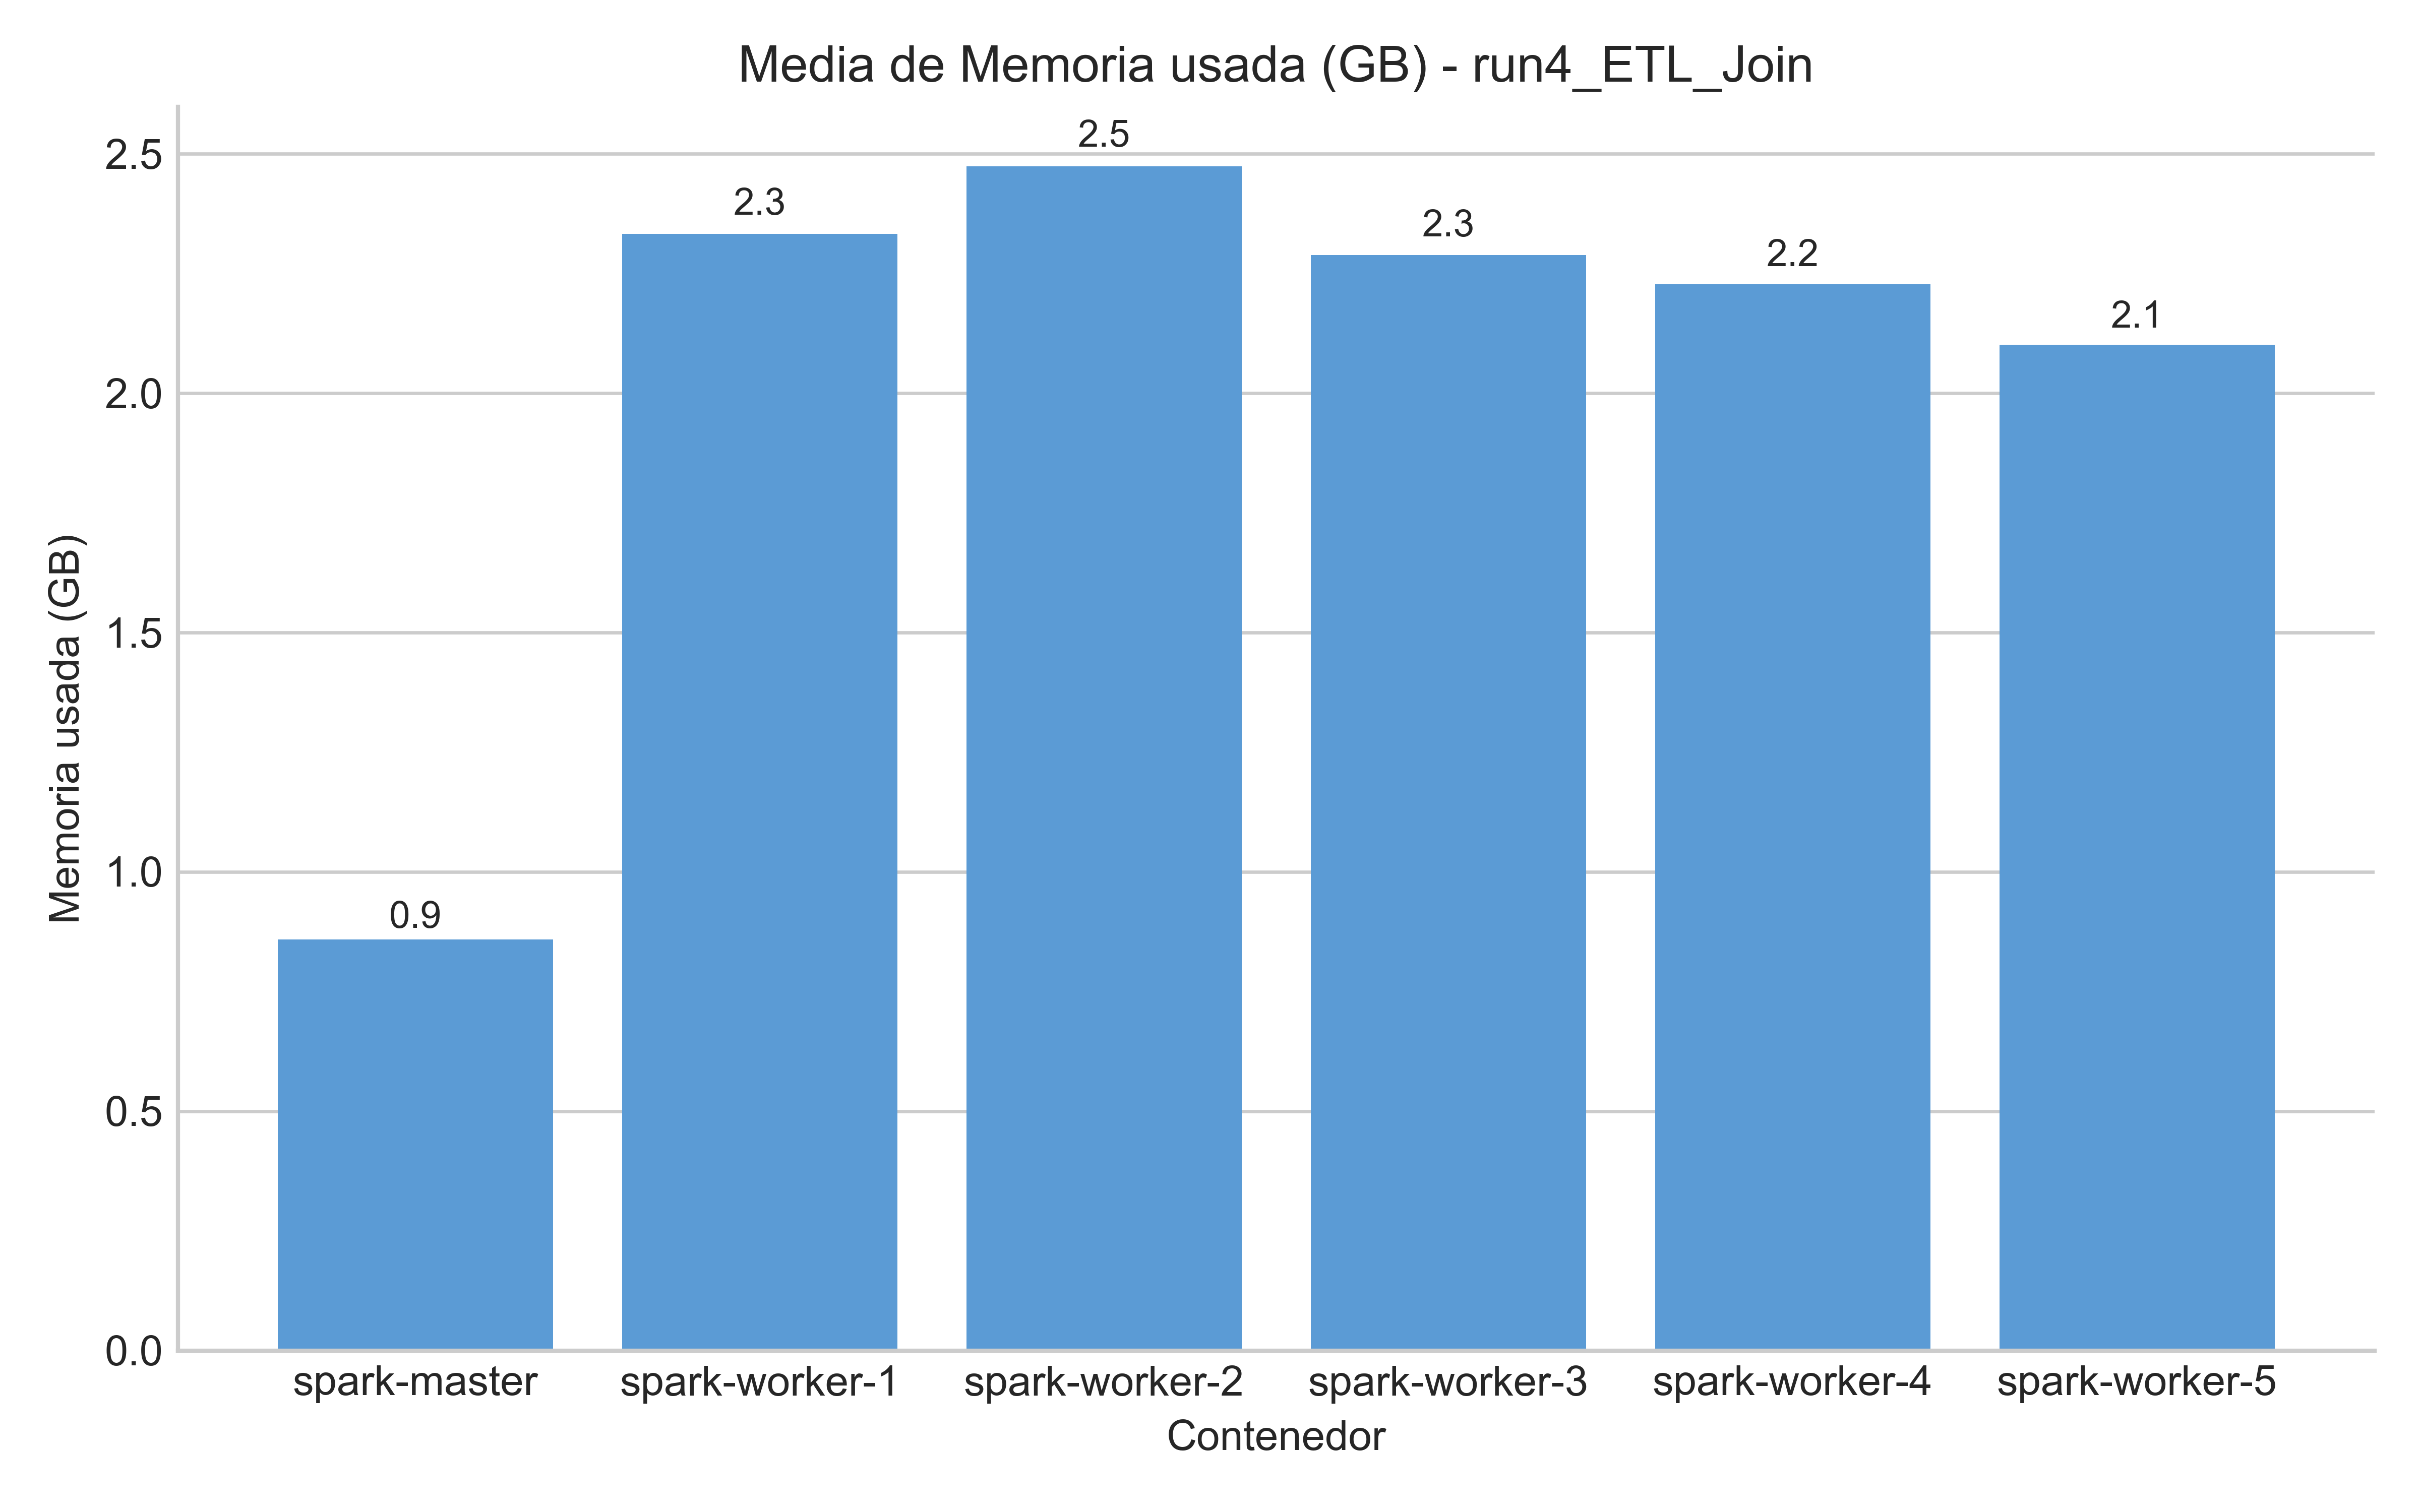 Media de Memoria usada (GB) - run4_ETL_Join
Memoria usada (GB)
2.5
2.0
1.5
1.0
0.5
0.0
0.9
2.3
2.5
2.3
2.2
2.1
spark-master
spark-worker-1
spark-worker-2
spark-worker-3
spark-worker-4
spark-worker-5
Contenedor